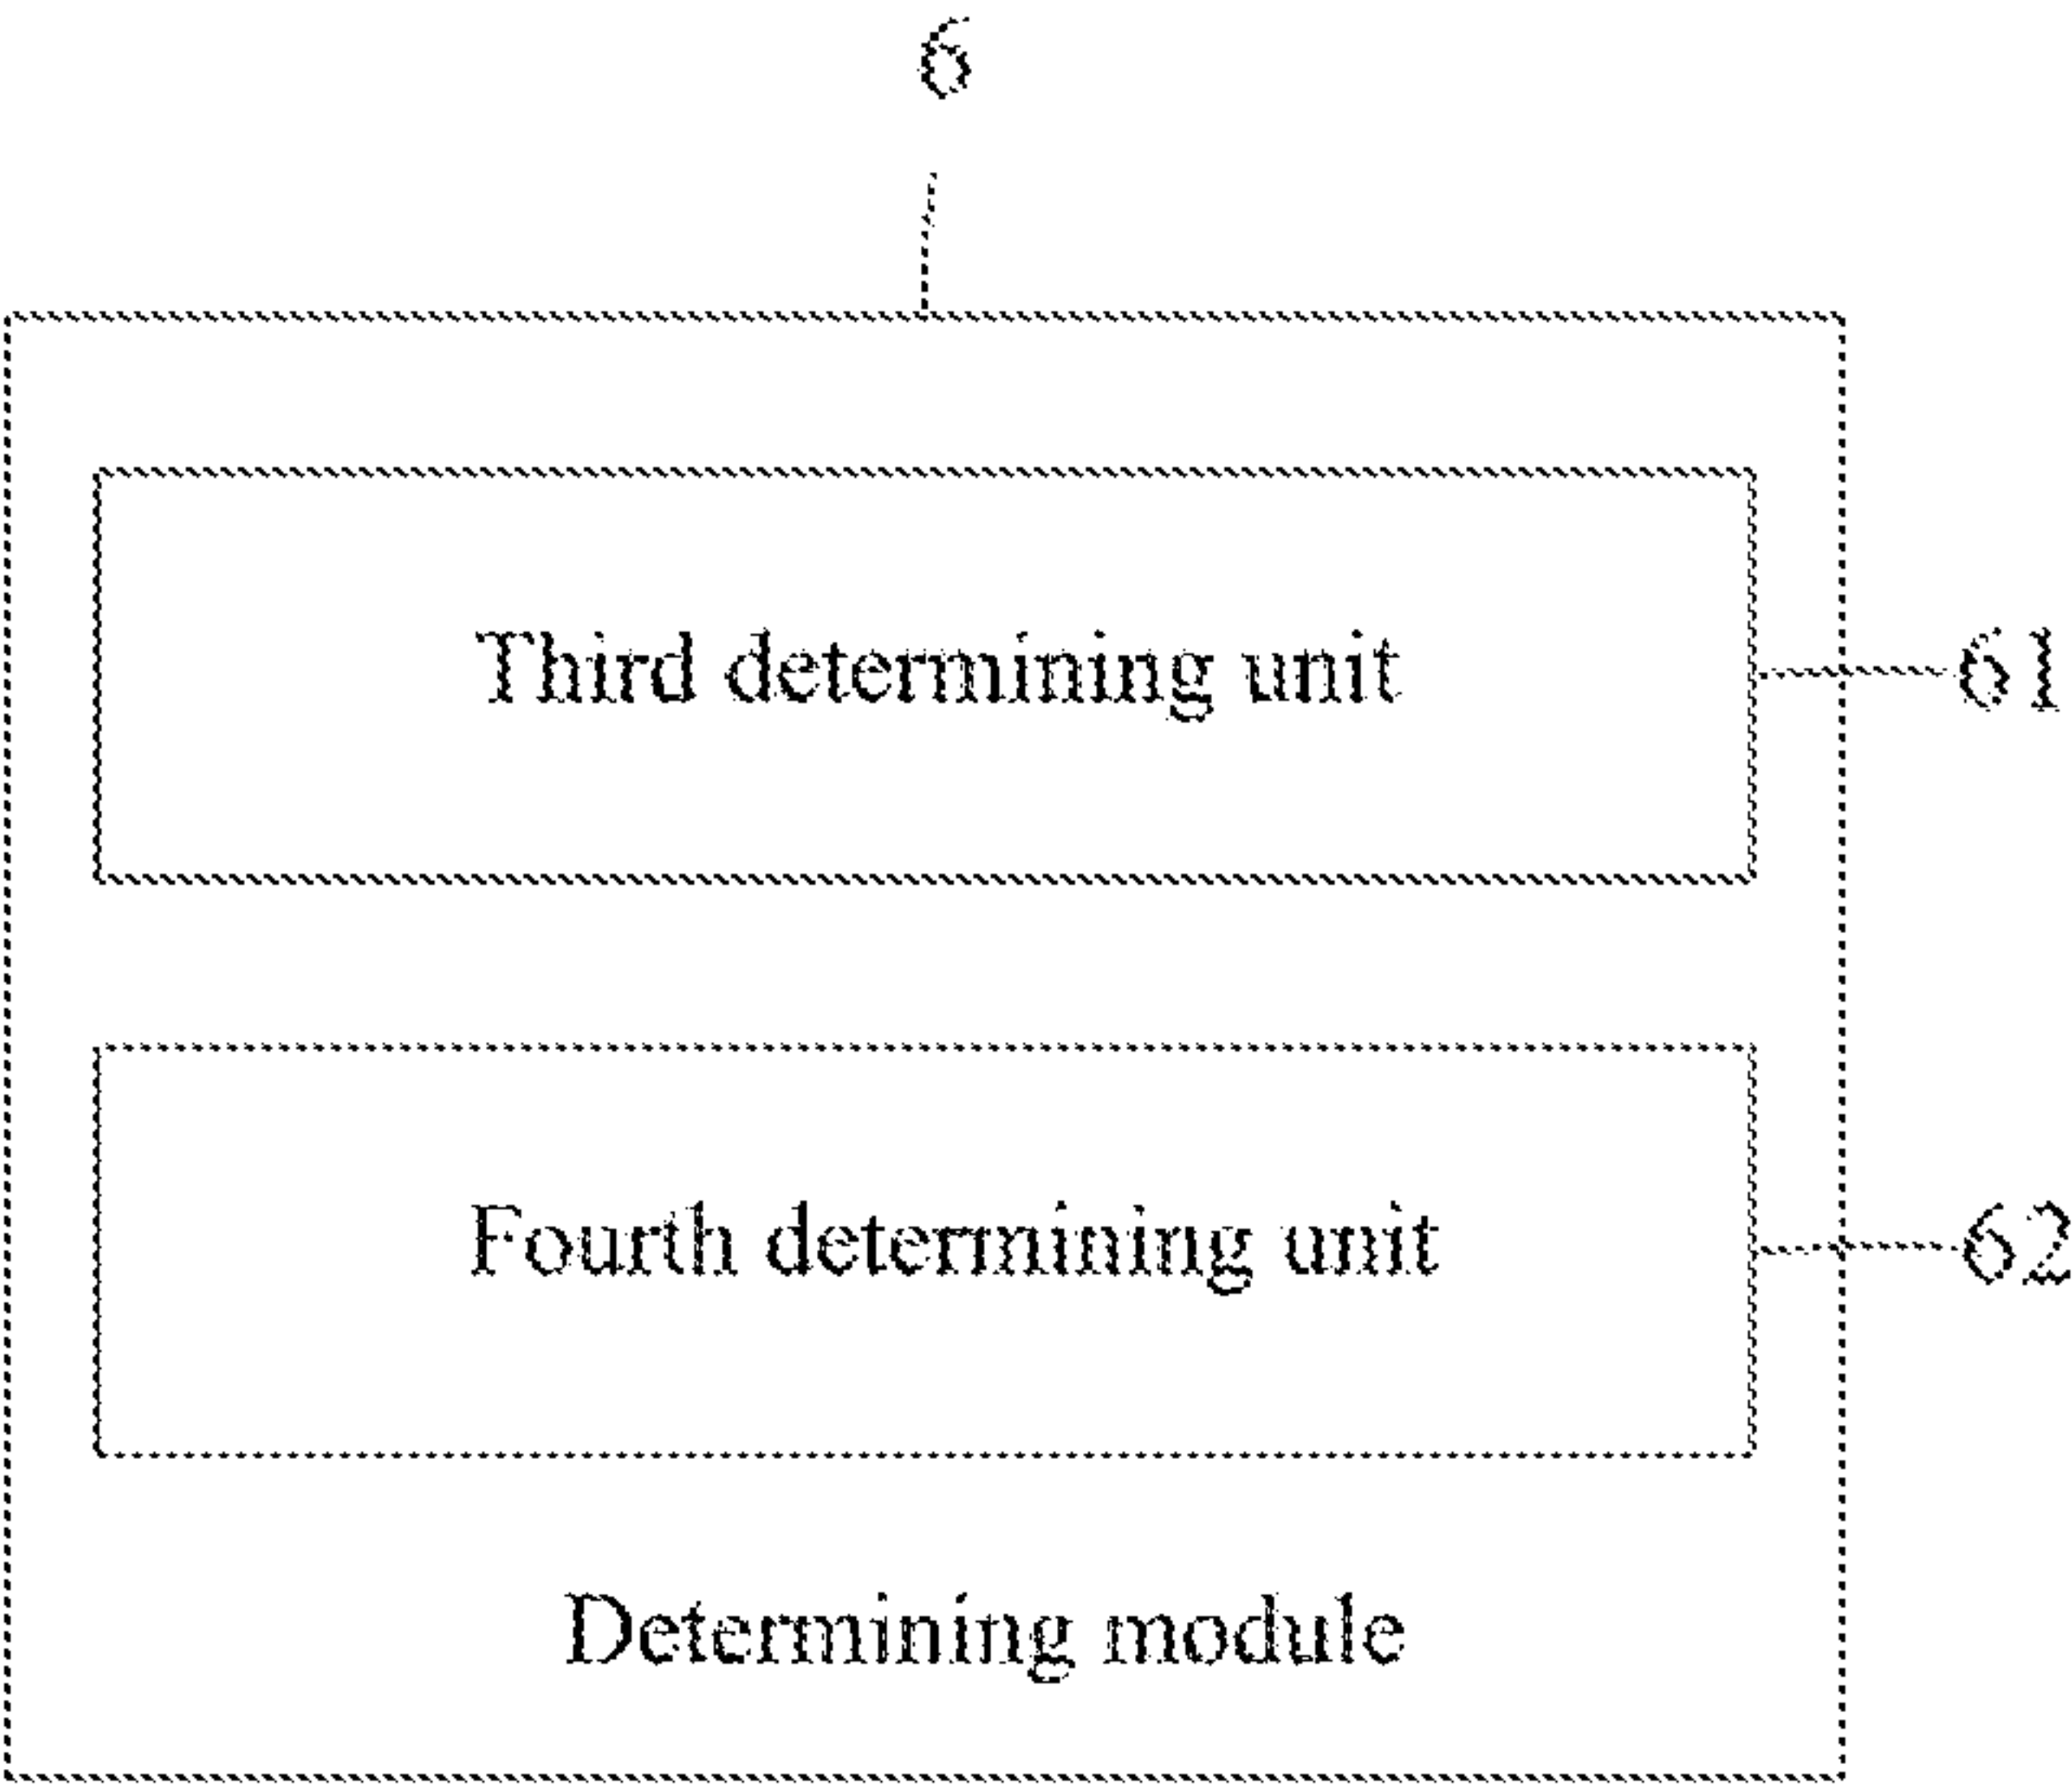 6
Third determining unit
61
Fourth determining unit
62
Determining module